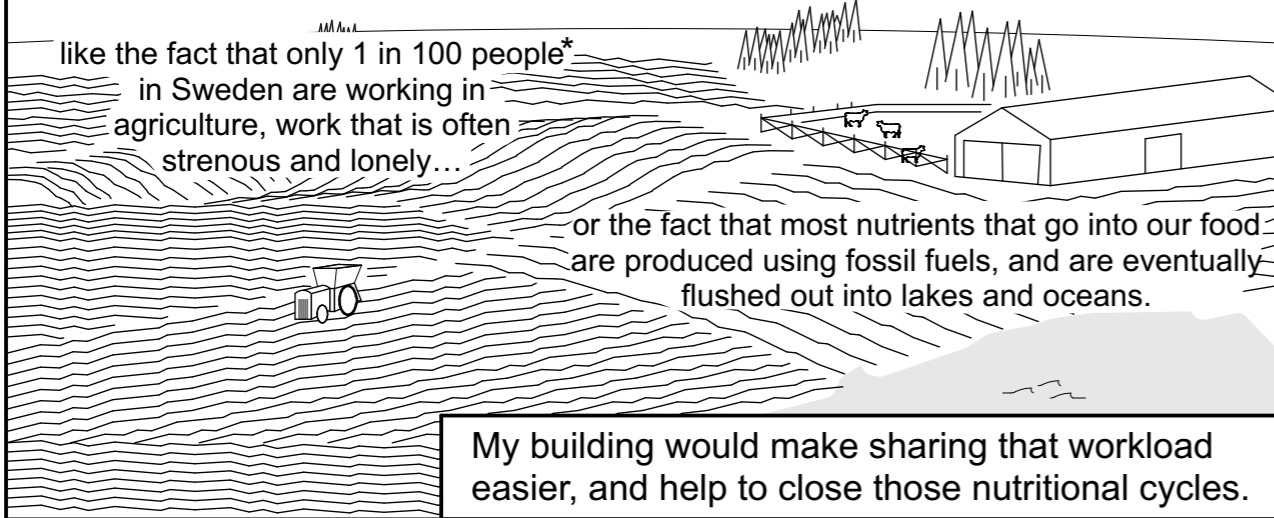 like the fact that only 1 in 100 people*
in Sweden are working in
agriculture, work that is often
strenous and lonely…
or the fact that most nutrients that go into our food
are produced using fossil fuels, and are eventually
flushed out into lakes and oceans.
My building would make sharing that workload
easier, and help to close those nutritional cycles.